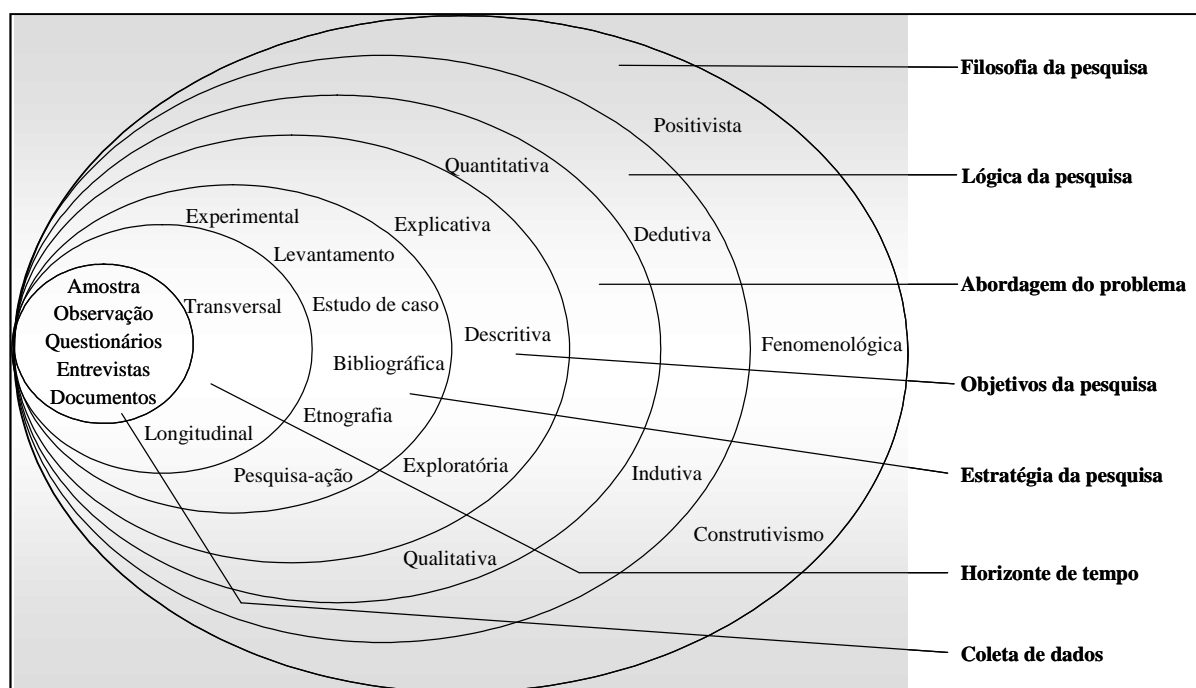 Filosofia da pesquisa
Positivista
Quantitativa
Lógica da pesquisa
Experimental
Explicativa
Dedutiva
Levantamento
Amostra
Observação
Questionários
Entrevistas
Documentos
Transversal
Estudo de caso
Abordagem do problema
Descritiva
Fenomenológica
Bibliográfica
Objetivos da pesquisa
Etnografia
Longitudinal
Pesquisa-ação
Exploratória
Indutiva
Estratégia da pesquisa
Construtivismo
Qualitativa
Horizonte de tempo
Coleta de dados